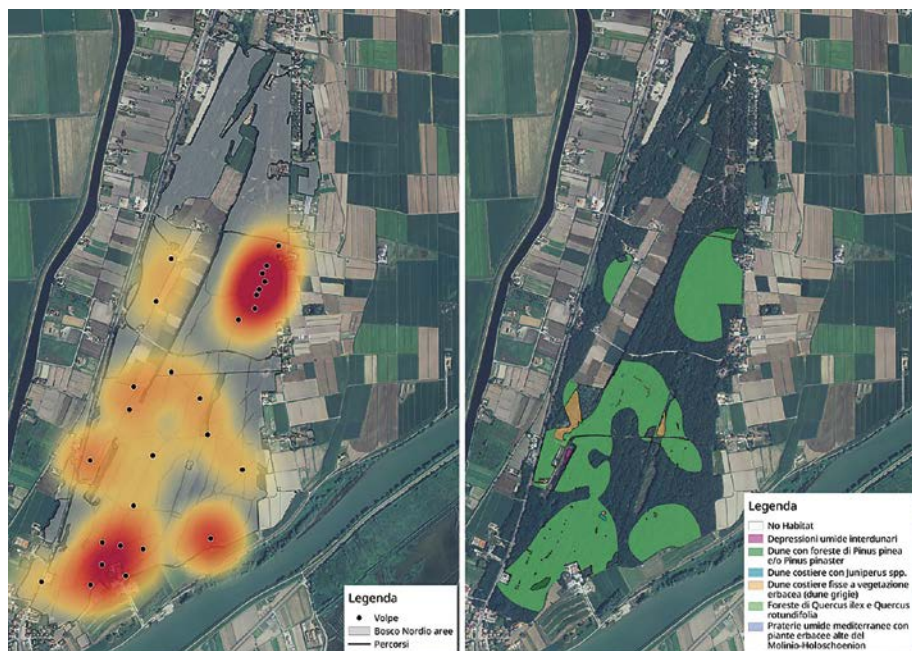 Legenda
Volpe
Bosco Nordio aree
Percorsi
Legenda
No Habitat
Depressioni umide interdunari
Dune con foreste di Pinus pinea
e/o Pinus pinaster
Dune costiere con Juniperus spp.
Dune costiere fisse a vegetazione
erbacea (dune grigie)
Foreste di Quercus ilex e Quercus
rotundifolia
Praterie umide mediterranee con
piante erbacee alte del
Molinio-Holoschoenion